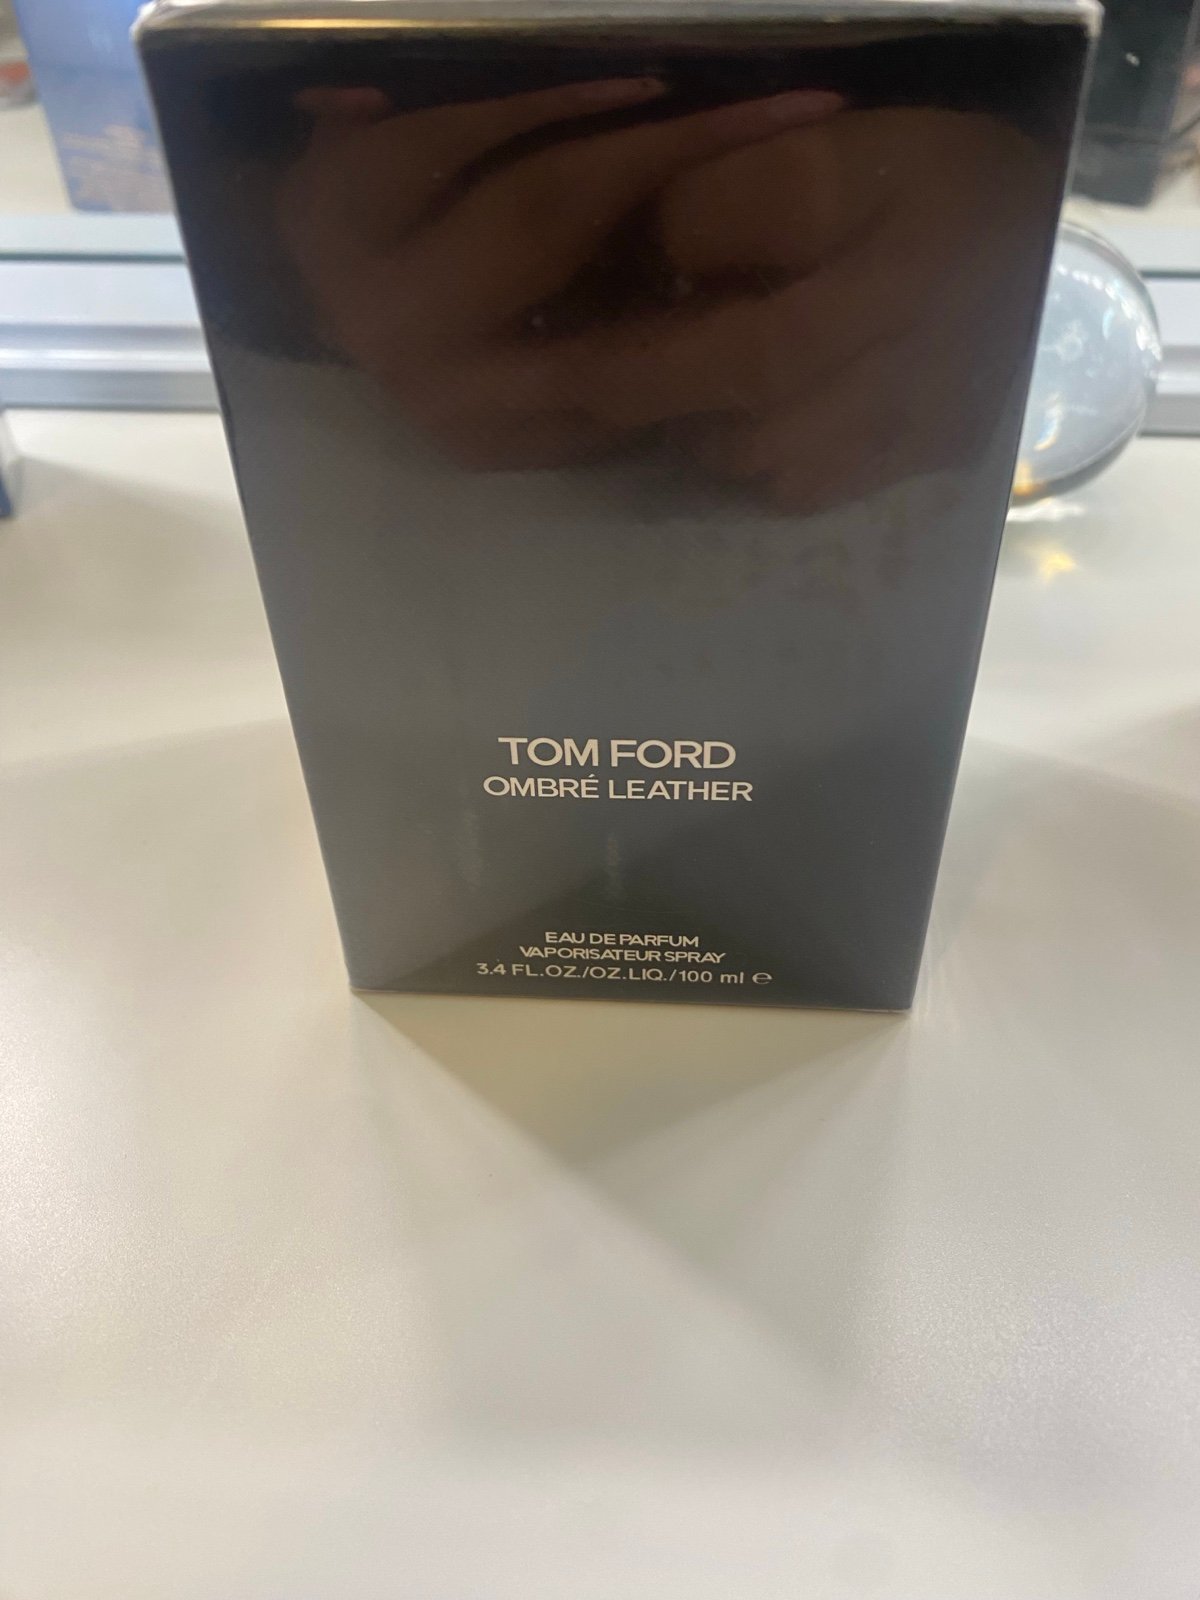 TOM FORD
OMBRÉ LEATHER
EAU DE PARFUM
VAPORISATEUR SPRAY
3.4 FL.OZ./OZ.LIQ./100 ml ℮